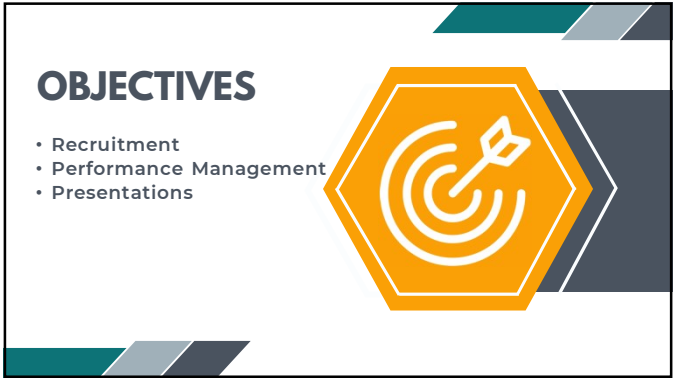 OBJECTIVES
• Recruitment
• Performance Management
• Presentations